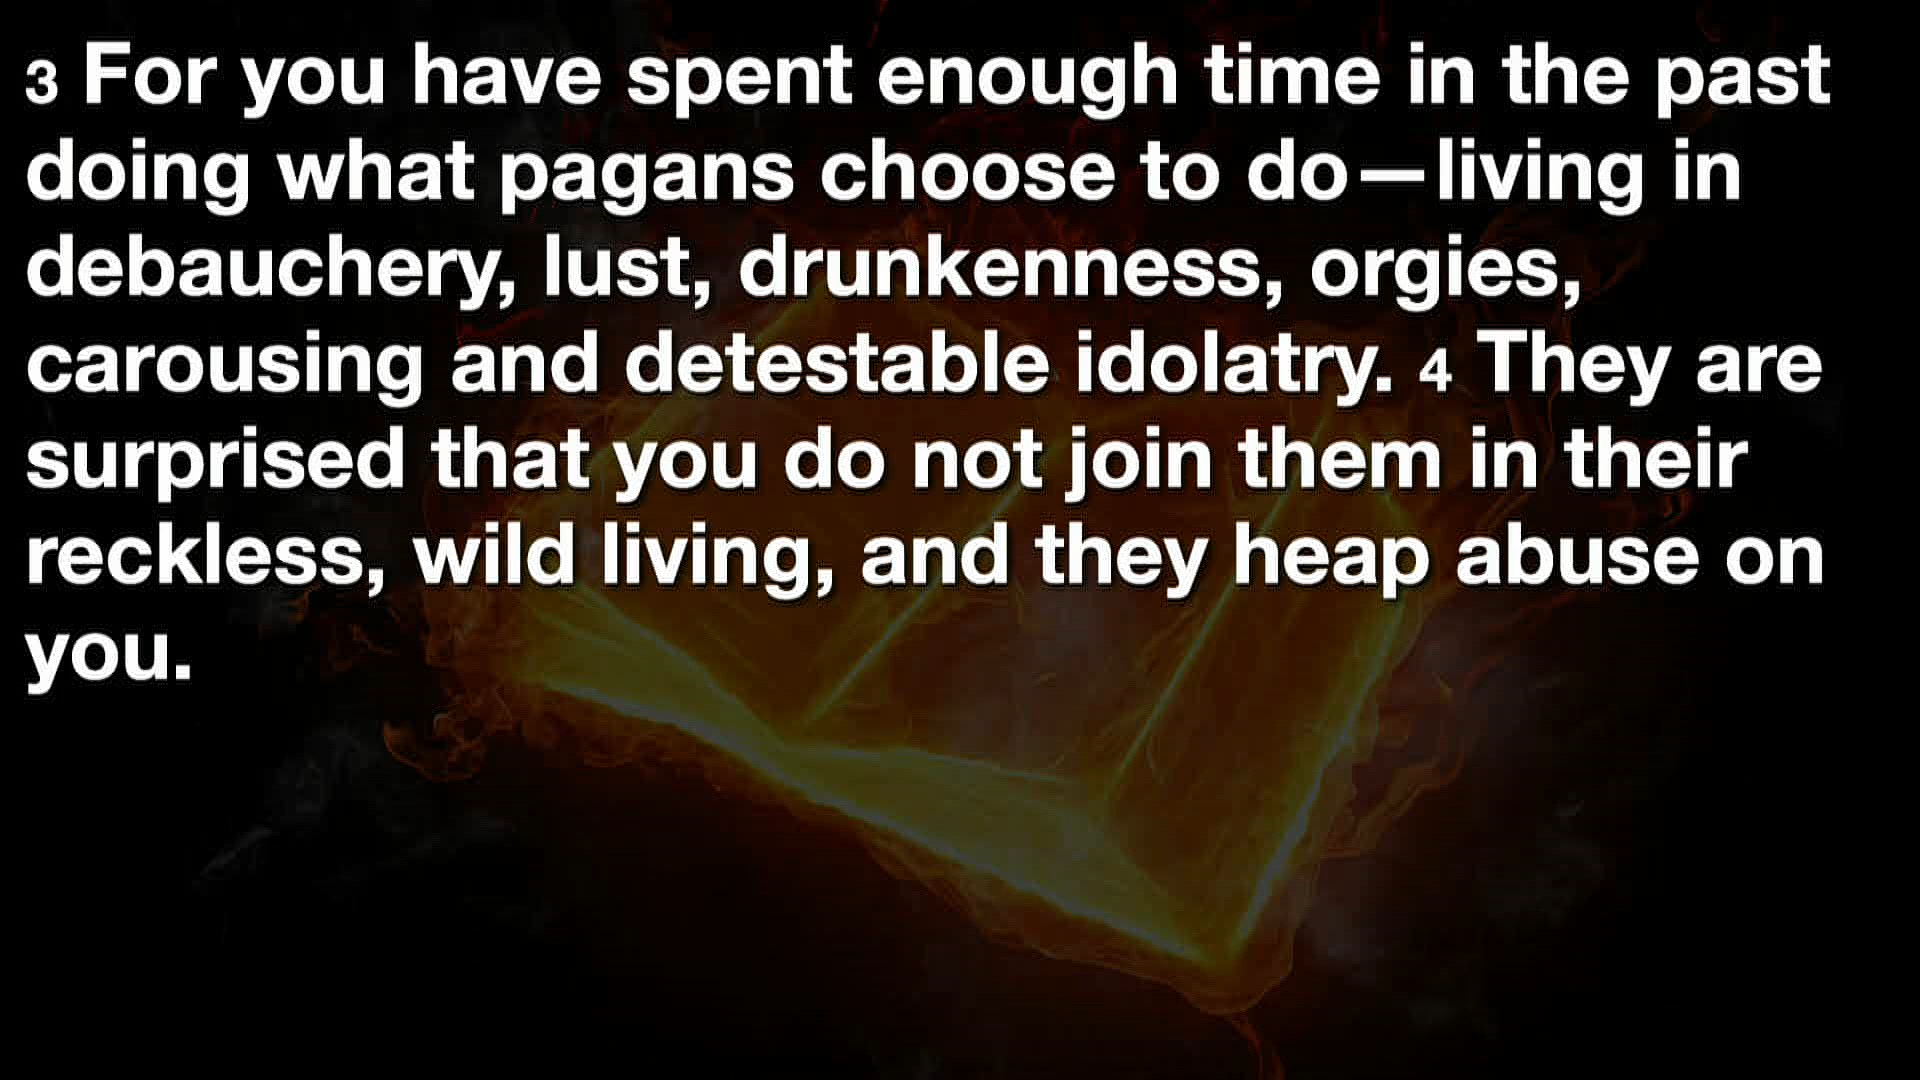 3 For you have spent enough time in the past
doing what pagans choose to do—living in
debauchery, lust, drunkenness, orgies,
carousing and detestable idolatry. 4 They are
surprised that you do not join them in their
reckless, wild living, and they heap abuse on
you.